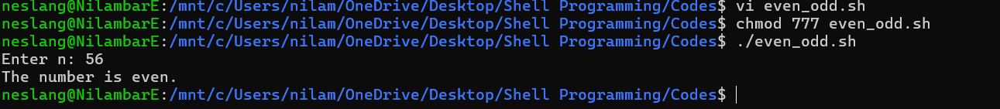 neslang@NilambarE:/mnt/c/Users/nilam/OneDrive/Desktop/Shell Programming/Codes$ vi even_odd.sh
neslang@NilambarE:/mnt/c/Users/nilam/OneDrive/Desktop/Shell Programming/Codes$ chmod 777 even_odd.sh
neslang@NilambarE:/mnt/c/Users/nilam/OneDrive/Desktop/Shell Programming/Codes$ ./even_odd.sh
Enter n: 56
The number is even.
neslang@NilambarE:/mnt/c/Users/nilam/OneDrive/Desktop/Shell Programming/Codes$